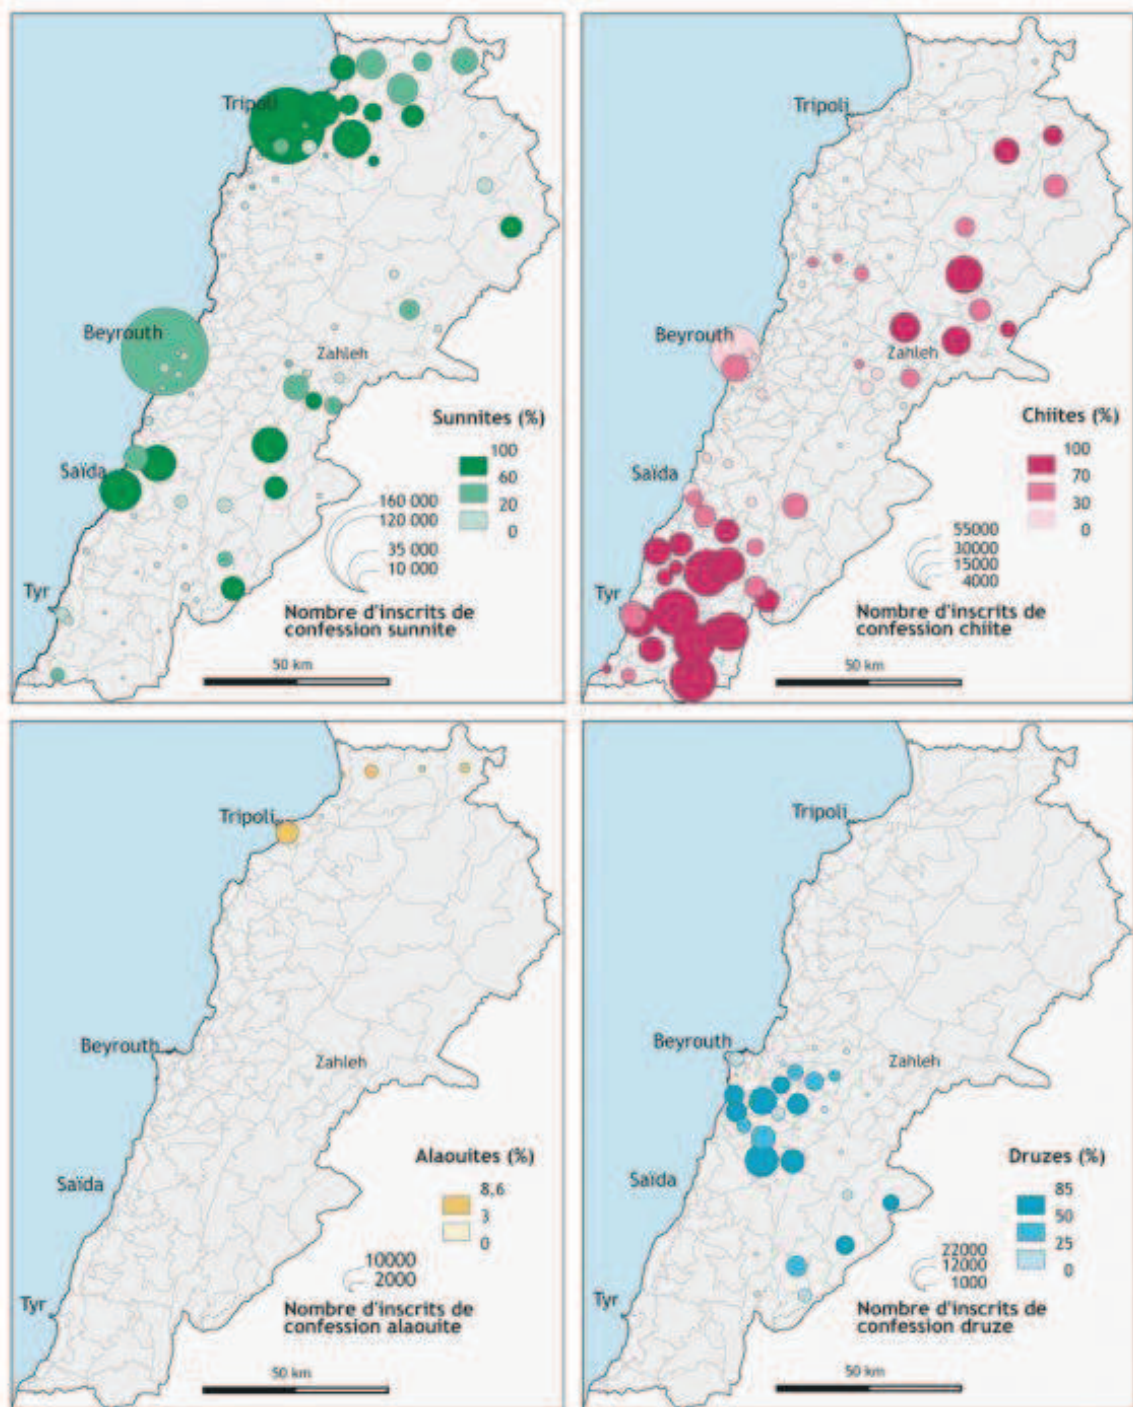 Tripoli
Beyrouth
Zahleh
Saïda
Tyr
Sunnites (%)
100
60
20
0
160 000
120 000
35 000
10 000
Nombre d'inscrits de
confession sunnite
50 km
Tripoli
Beyrouth
Zahleh
Saïda
Tyr
Chiites (%)
100
70
30
0
55000
30000
15000
4000
Nombre d'inscrits de
confession chiite
50 km
Tripoli
Beyrouth
Zahleh
Saïda
Tyr
Alaouites (%)
8,6
3
0
10000
2000
Nombre d'inscrits de
confession alaouite
50 km
Tripoli
Beyrouth
Zahleh
Saïda
Tyr
Druzes (%)
85
50
25
0
22000
12000
1000
Nombre d'inscrits de
confession druze
50 km